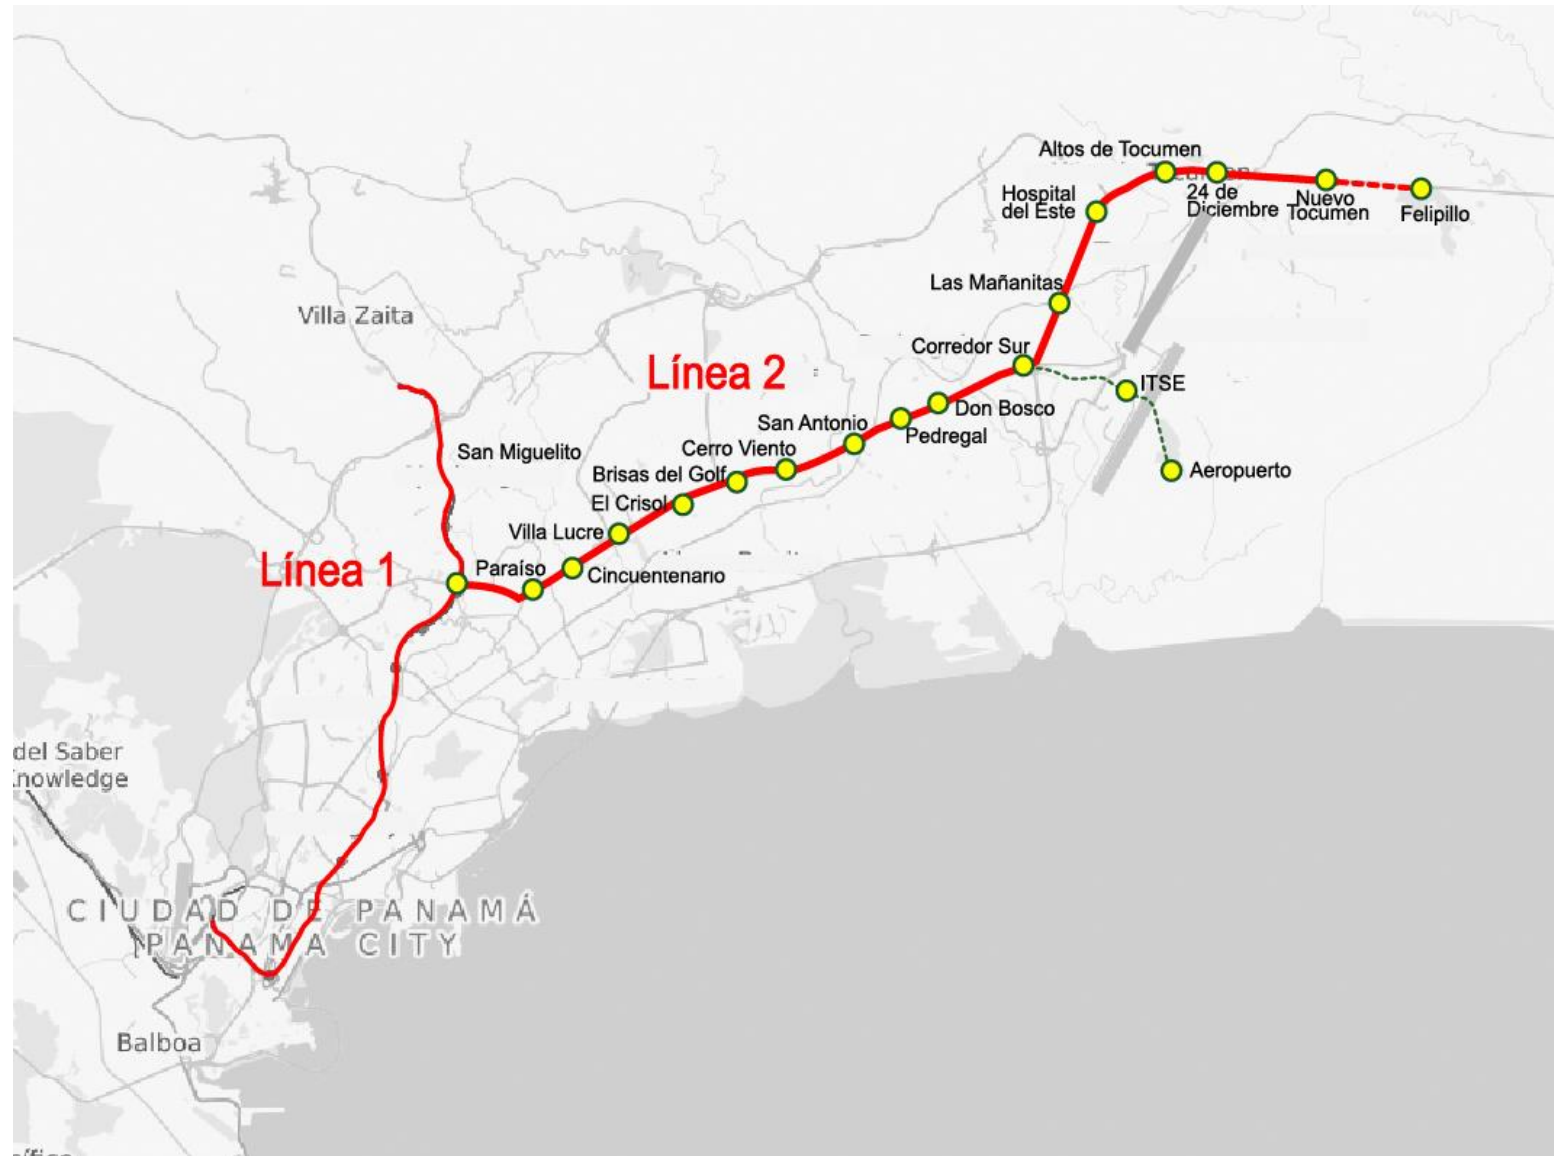 Altos de Tocumen
Hospital
del Este
24 de
Diciembre
Nuevo
Tocumen
Felipillo
Las Mañanitas
Villa Zaita
Corredor Sur
Línea 2
ITSE
Don Bosco
San Antonio
Pedregal
Cerro Viento
San Miguelito
Aeropuerto
Brisas del Golf
El Crisol
Villa Lucre
Línea 1
Paraíso
Cincuentenario
del Saber
Knowledge
CIUDAD DE PANAMÁ
PANAMA CITY
Balboa